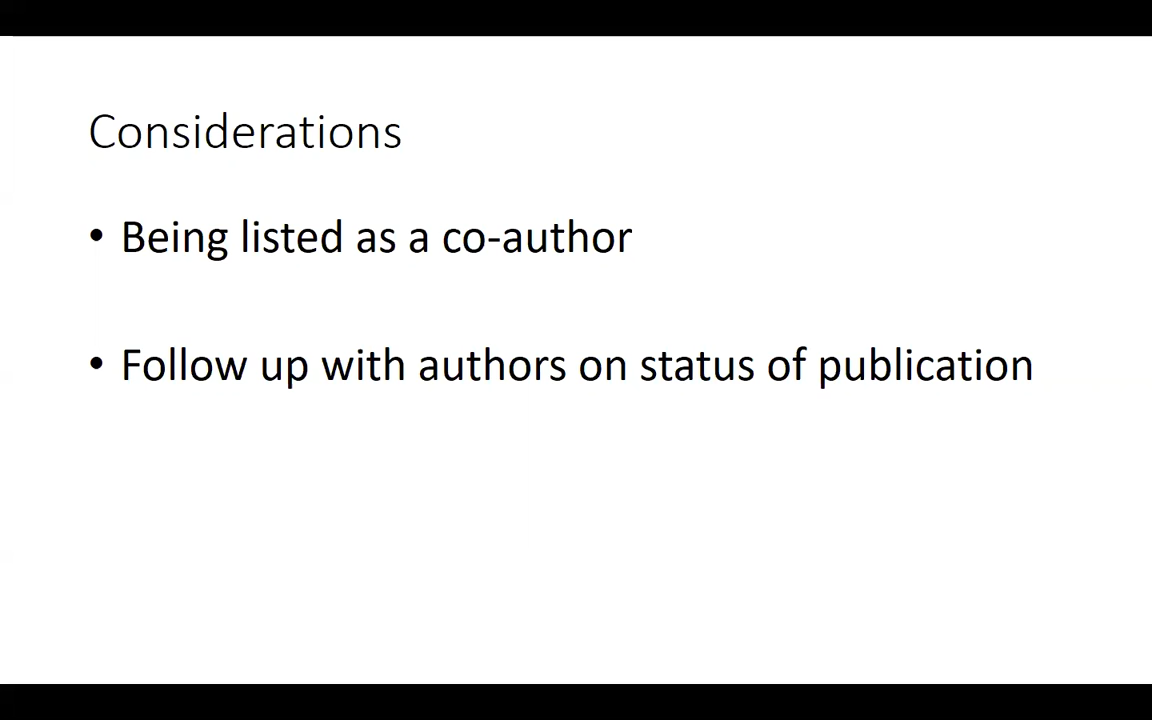 Considerations
• Being listed as a co-author
• Follow up with authors on status of publication